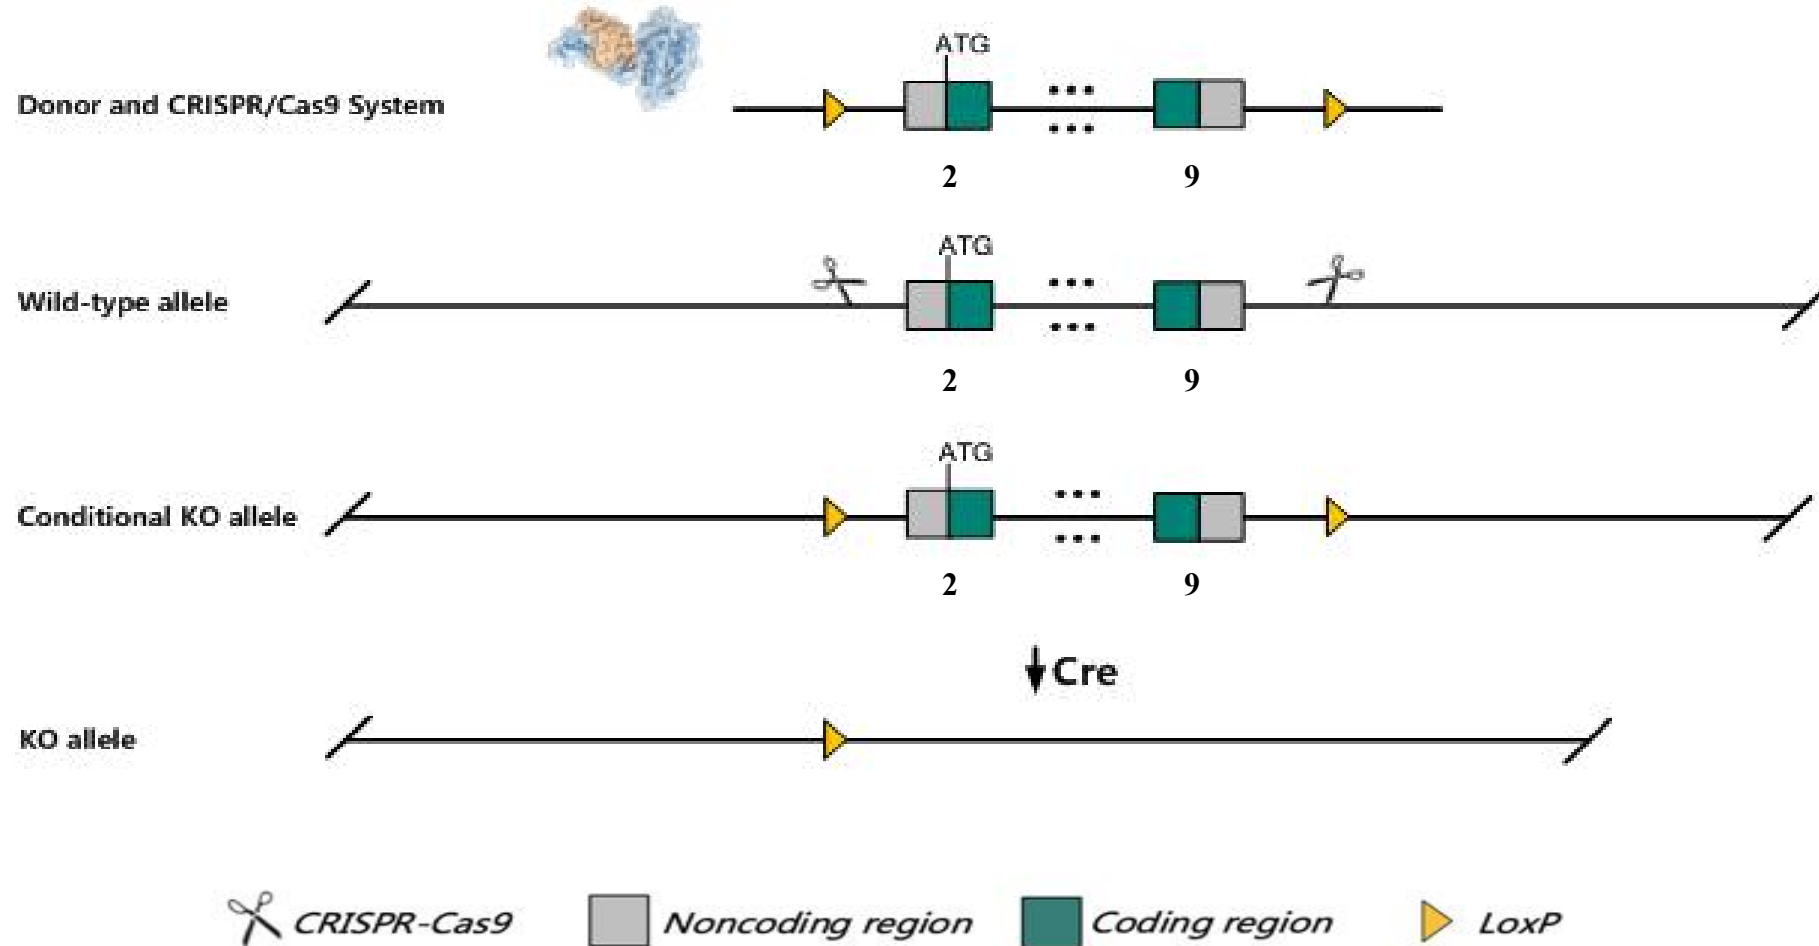 ATG
Donor and CRISPR/Cas9 System
2 9
ATG
Wild-type allele
2 9
ATG
Conditional KO allele
2 9
Cre
KO allele
CRISPR-Cas9 Noncoding region Coding region LoxP